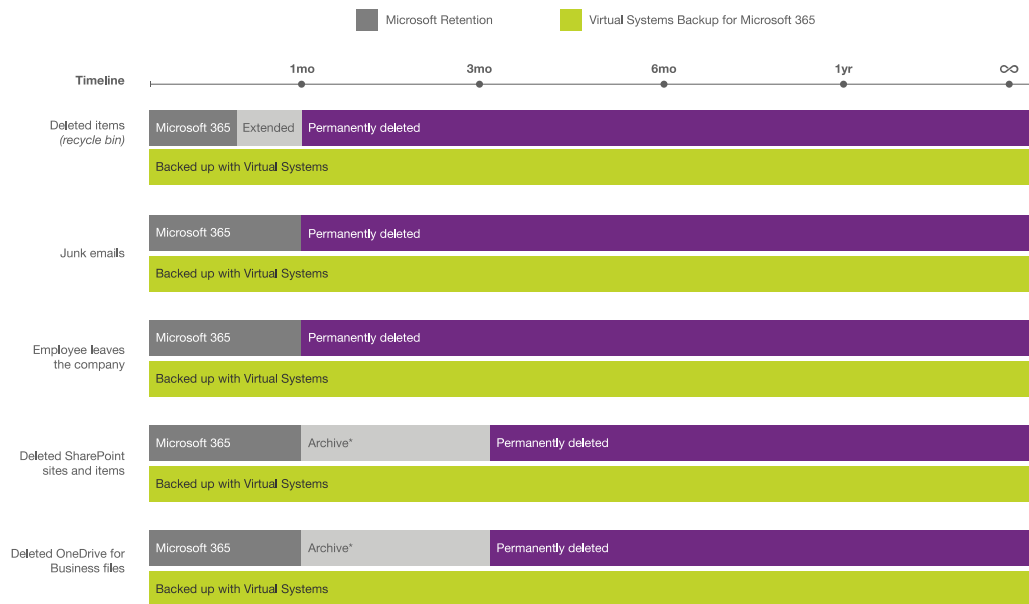 Microsoft Retention
Virtual Systems Backup for Microsoft 365
Timeline
1mo
3mo
6mo
1yr
∞
Deleted items
(recycle bin)
Microsoft 365
Extended
Permanently deleted
Backed up with Virtual Systems
Junk emails
Microsoft 365
Permanently deleted
Backed up with Virtual Systems
Employee leaves
the company
Microsoft 365
Permanently deleted
Backed up with Virtual Systems
Deleted SharePoint
sites and items
Microsoft 365
Archive*
Permanently deleted
Backed up with Virtual Systems
Deleted OneDrive for
Business files
Microsoft 365
Archive*
Permanently deleted
Backed up with Virtual Systems